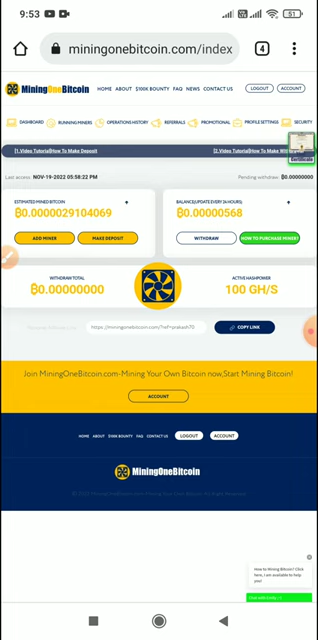 9:53
51
miningonebitcoin.com/index
4
MiningOneBitcoin
HOME ABOUT $100K BOUNTY FAQ NEWS CONTACT US LOGOUT ACCOUNT
DASHBOARD RUNNING MINERS OPERATIONS HISTORY REFERRALS PROMOTIONAL PROFILE SETTINGS SECURITY
[1.Video Tutorial]How To Make Deposit
[2.Video Tutorial]How To Make
Last access: NOV-19-2022 05:58:22 PM
Pending withdraw: ₿0.00000000
ESTIMATED MINED BITCOIN
₿0.0000029104069
ADD MINER MAKE DEPOSIT
BALANCE(UPDATE EVERY 24HOURS)
₿0.00000568
WITHDRAW HOW TO PURCHASE MINER?
WITHDRAW TOTAL
₿0.00000000
ACTIVE HASHPOWER
100 GH/S
https://miningonebitcoin.com/?ref=prakash70
COPY LINK
Join MiningOneBitcoin.com-Mining Your Own Bitcoin now,Start Mining Bitcoin!
ACCOUNT
HOME ABOUT $100K BOUNTY FAQ CONTACT US LOGOUT ACCOUNT
MiningOneBitcoin
How to Mining Bitcoin? Click
here, I am available to help
you!